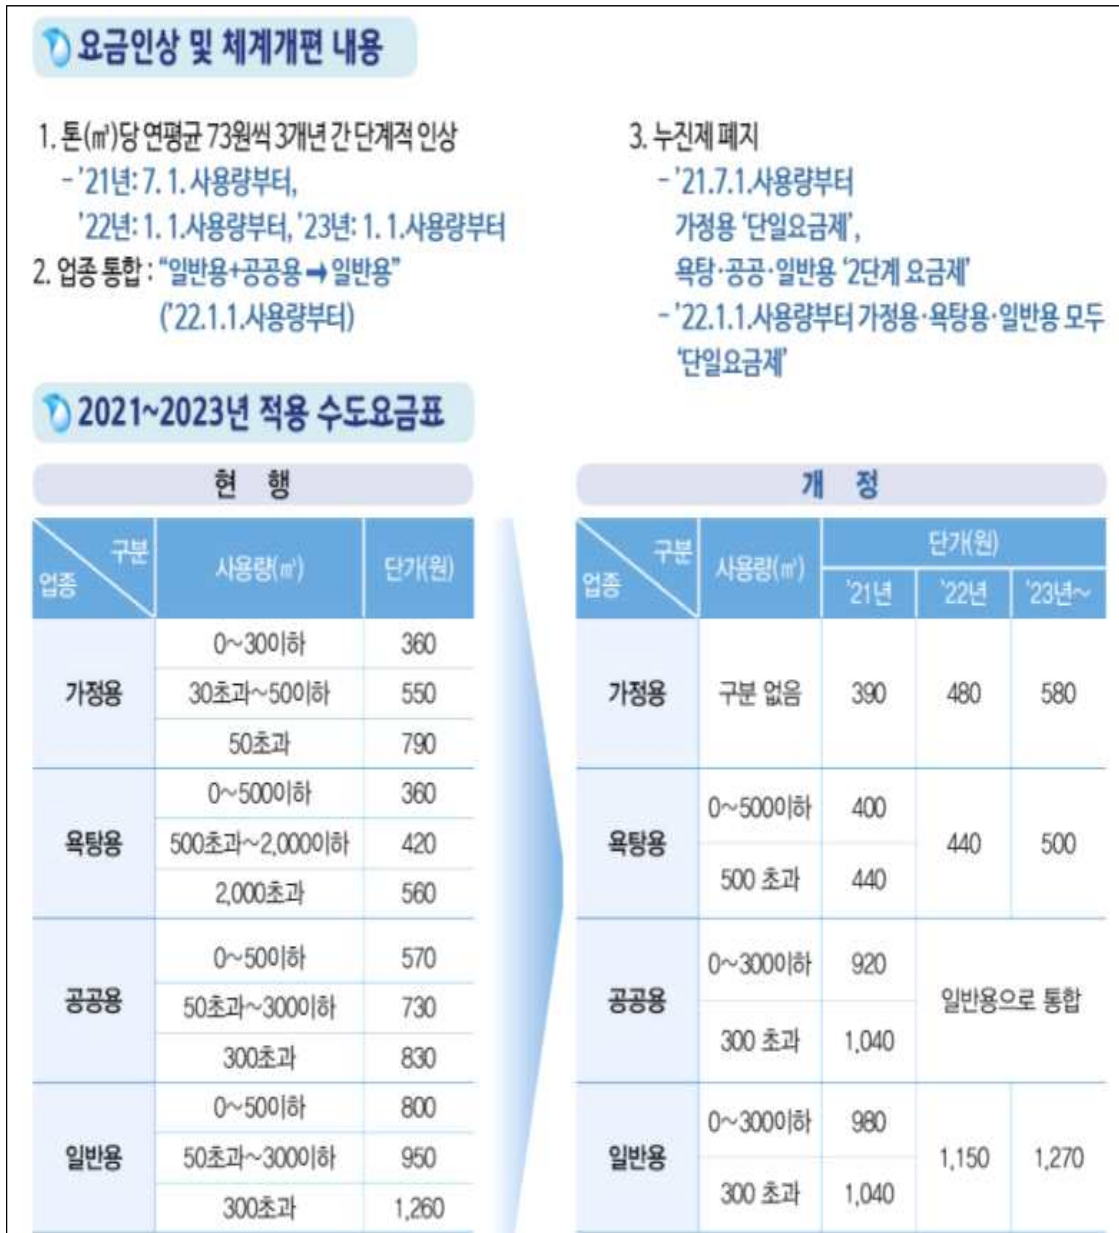 요금인상 및 체계개편 내용
1. 톤(㎥)당 연평균 73원씩 3개년 간 단계적 인상
- '21년: 7. 1. 사용량부터,
'22년: 1. 1.사용량부터, '23년: 1. 1.사용량부터
2. 업종 통합 : "일반용+공공용 ➡ 일반용"
('22.1.1.사용량부터)
3. 누진제 폐지
- '21.7.1.사용량부터
가정용 '단일요금제',
욕탕·공공·일반용 '2단계 요금제'
- '22.1.1.사용량부터 가정용·욕탕용·일반용 모두
'단일요금제'
2021~2023년 적용 수도요금표
현 행
구분 업종 사용량(㎥) 단가(원)
가정용
0~30이하 360
30초과~50이하 550
50초과 790
욕탕용
0~500이하 360
500초과~2,000이하 420
2,000초과 560
공공용
0~50이하 570
50초과~300이하 730
300초과 830
일반용
0~50이하 800
50초과~300이하 950
300초과 1,260
개 정
구분 업종 사용량(㎥) 단가(원)
'21년 '22년 '23년~
가정용 구분 없음 390 480 580
욕탕용
0~500이하 400
440 500
500 초과 440
공공용
0~300이하 920
일반용으로 통합
300 초과 1,040
일반용
0~300이하 980
1,150 1,270
300 초과 1,040